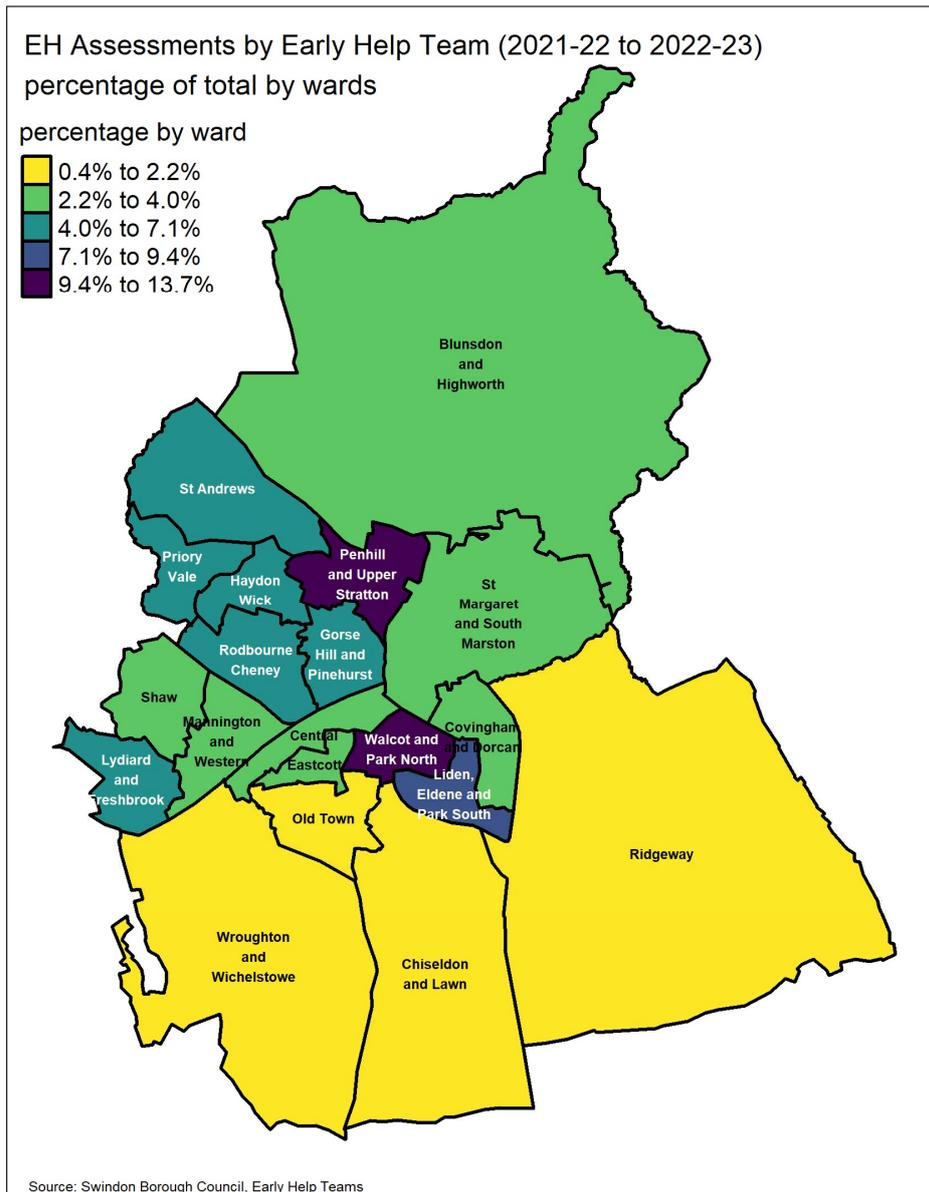 EH Assessments by Early Help Team (2021-22 to 2022-23)
percentage of total by wards
percentage by ward
0.4% to 2.2%
2.2% to 4.0%
4.0% to 7.1%
7.1% to 9.4%
9.4% to 13.7%
Blunsdon
and
Highworth
St Andrews
Priory
Vale
Haydon
Wick
Penhill
and Upper
Stratton
St
Margaret
and South
Marston
Rodbourne
Cheney
Gorse
Hill and
Pinehurst
Shaw
Mannington
and
Western
Central
Eastcott
Walcot and
Park North
Covingham
and Dorcan
Lydiard
and
Freshbrook
Liden,
Eldene and
Park South
Old Town
Ridgeway
Wroughton
and
Wichelstowe
Chiseldon
and Lawn
Source: Swindon Borough Council, Early Help Teams